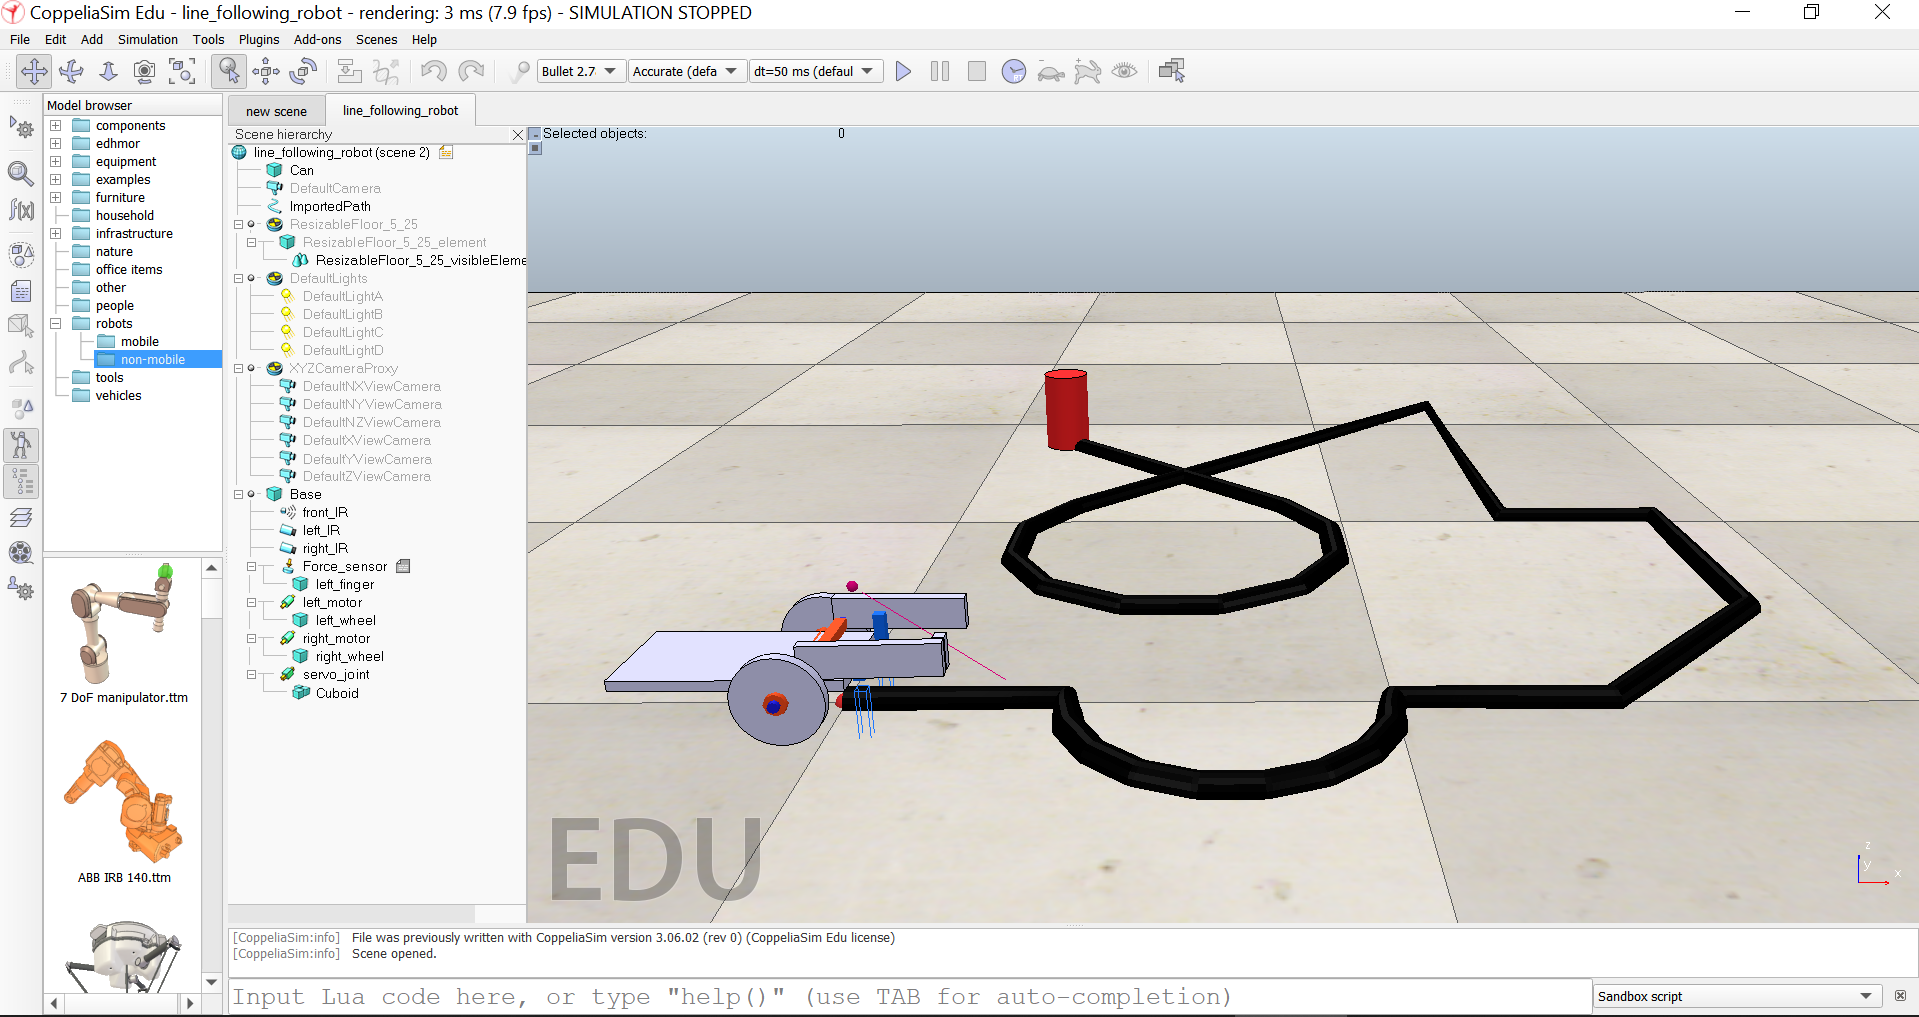 CoppeliaSim Edu - line_following_robot - rendering: 3 ms (7.9 fps) - SIMULATION STOPPED
File Edit Add Simulation Tools Plugins Add-ons Scenes Help
Bullet 2.7 Accurate (defa dt=50 ms (defaul
RT
Model browser
components
edhmor
equipment
examples
furniture
household
infrastructure
nature
office items
other
people
robots
mobile
non-mobile
tools
vehicles
7 DoF manipulator.ttm
ABB IRB 140.ttm
new scene line_following_robot
Scene hierarchy
line_following_robot (scene 2)
Can
DefaultCamera
ImportedPath
ResizableFloor_5_25
ResizableFloor_5_25_element
ResizableFloor_5_25_visibleEleme
DefaultLights
DefaultLightA
DefaultLightB
DefaultLightC
DefaultLightD
XYZCameraProxy
DefaultNXViewCamera
DefaultNYViewCamera
DefaultNZViewCamera
DefaultXViewCamera
DefaultYViewCamera
DefaultZViewCamera
Base
front_IR
left_IR
right_IR
Force_sensor
left_finger
left_motor
left_wheel
right_motor
right_wheel
servo_joint
Cuboid
f(x)
Selected objects: 0
EDU
z
y
x
[CoppeliaSim:info] File was previously written with CoppeliaSim version 3.06.02 (rev 0) (CoppeliaSim Edu license)
[CoppeliaSim:info] Scene opened.
Input Lua code here, or type "help()" (use TAB for auto-completion)
Sandbox script